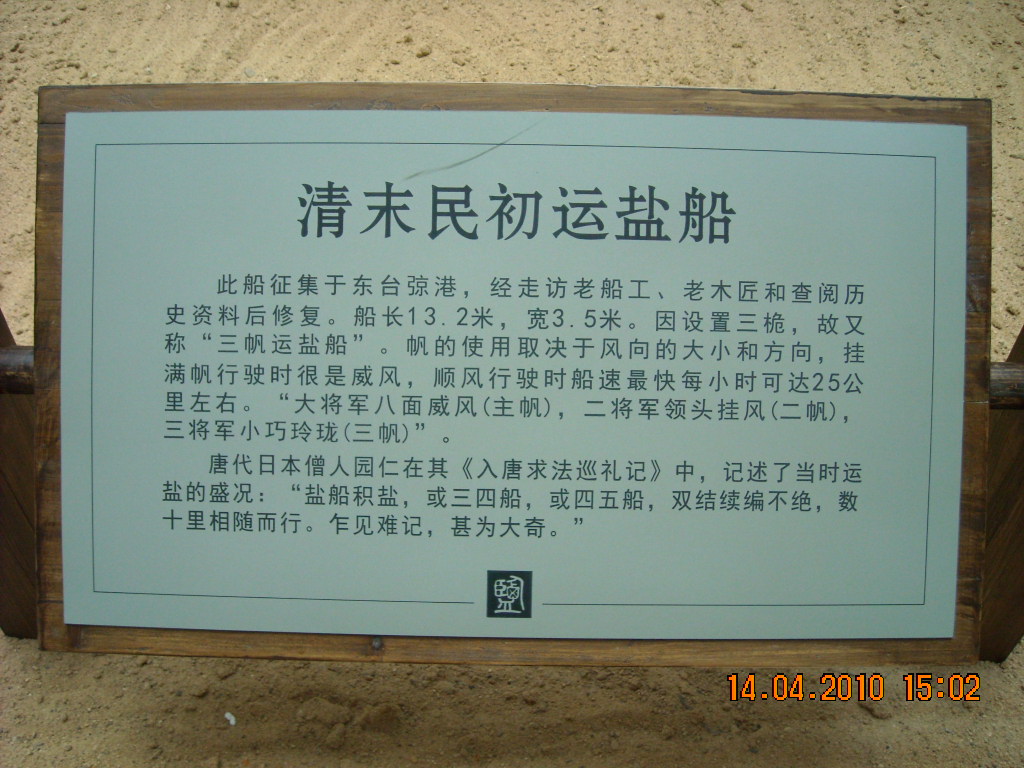 清末民初运盐船
此船征集于东台弶港，经走访老船工、老木匠和查阅历
史资料后修复。船长13.2米，宽3.5米。因设置三桅，故又
称“三帆运盐船”。帆的使用取决于风向的大小和方向，挂
满帆行驶时很是威风，顺风行驶时船速最快每小时可达25公
里左右。“大将军八面威风(主帆)，二将军领头挂风(二帆)，
三将军小巧玲珑(三帆)”。
唐代日本僧人园仁在其《入唐求法巡礼记》中，记述了当时运
盐的盛况：“盐船积盐，或三四船，或四五船，双结续编不绝，数
十里相随而行。乍见难记，甚为大奇。”
鹽
14.04.2010 15:02